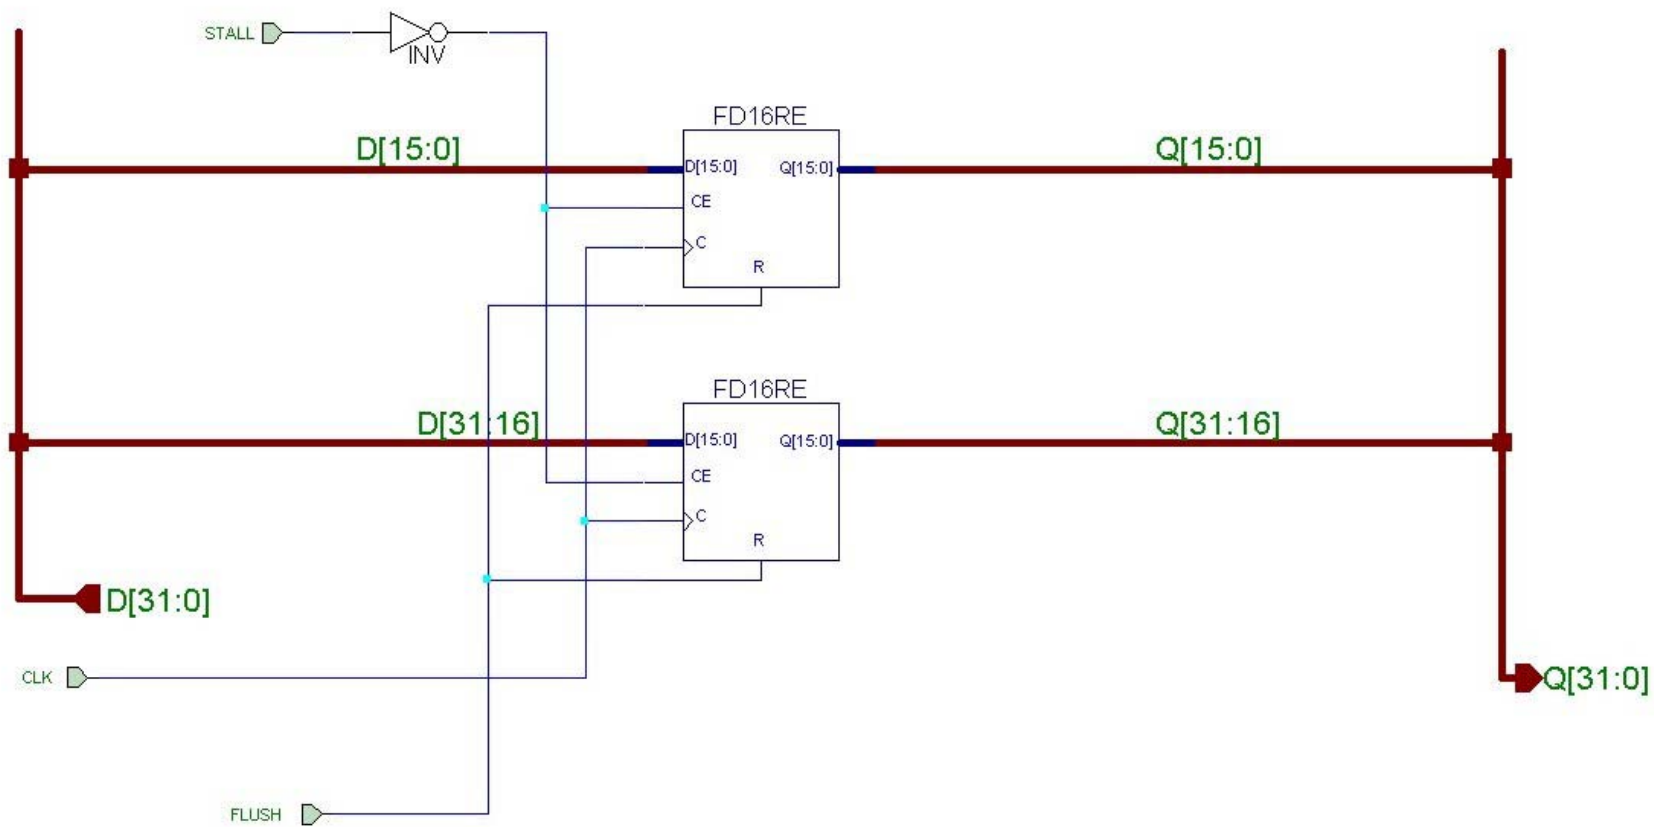 STALL
INV
FD16RE
D[15:0]
Q[15:0]
D[15:0]
Q[15:0]
CE
C
R
FD16RE
D[31:16]
Q[31:16]
D[15:0]
Q[15:0]
CE
C
R
D[31:0]
CLK
Q[31:0]
FLUSH